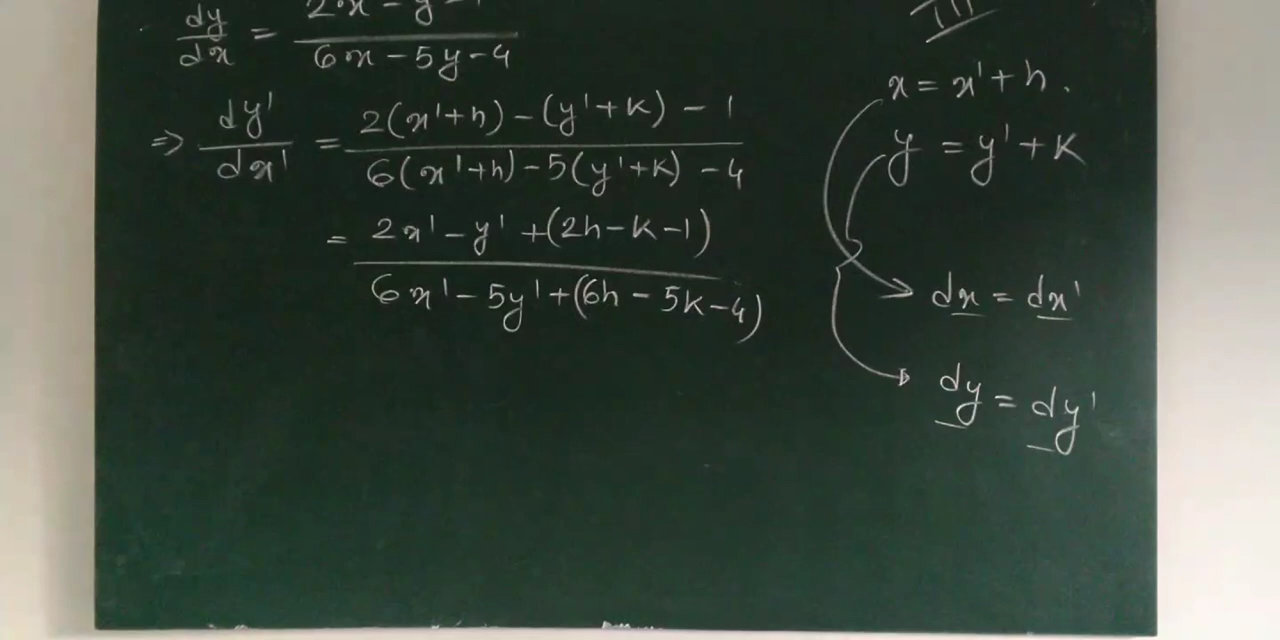 dy/dx = (2x - y - 1)/(6x - 5y - 4)
⇒ dy'/dx' = (2(x'+h) - (y'+k) - 1)/(6(x'+h) - 5(y'+k) - 4)
= (2x' - y' + (2h - k - 1))/(6x' - 5y' + (6h - 5k - 4))
III
x = x' + h.
y = y' + k
dx = dx'
dy = dy'